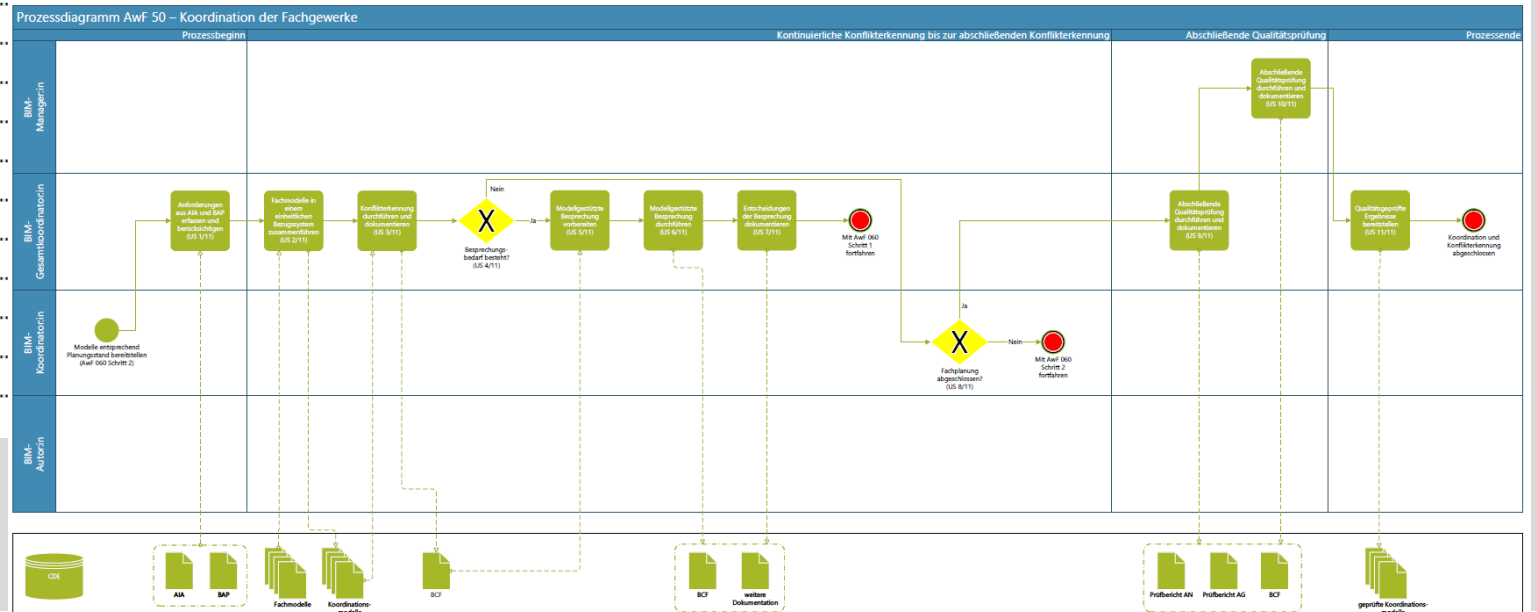 Prozessdiagramm AwF 50 – Koordination der Fachgewerke
Prozessbeginn
Kontinuierliche Konflikterkennung bis zur abschließenden Konflikterkennung
Abschließende Qualitätsprüfung
Prozessende
BIM-
Manager:in
Abschließende
Qualitätsprüfung
durchführen und
dokumentieren
(US 10/11)
BIM-
Gesamtkoordinator:in
Anforderungen
aus AIA und BAP
erfassen und
berücksichtigen
(US 1/11)
Fachmodelle in
einem
einheitlichen
Bezugssystem
zusammenführen
(US 2/11)
Konflikterkennung
durchführen und
dokumentieren
(US 3/11)
Nein
X
Ja
Besprechungs-
bedarf besteht?
(US 4/11)
Modellgestützte
Besprechung
vorbereiten
(US 5/11)
Modellgestützte
Besprechung
durchführen
(US 6/11)
Entscheidungen
der Besprechung
dokumentieren
(US 7/11)
Mit AwF 060
Schritt 1
fortfahren
Abschließende
Qualitätsprüfung
durchführen und
dokumentieren
(US 9/11)
Qualitätsgeprüfte
Ergebnisse
bereitstellen
(US 11/11)
Koordination und
Konflikterkennung
abgeschlossen
BIM-
Koordinator:in
Modelle entsprechend
Planungsstand bereitstellen
(AwF 060 Schritt 2)
Ja
X
Nein
Fachplanung
abgeschlossen?
(US 8/11)
Mit AwF 060
Schritt 2
fortfahren
BIM-
Autor:in
CDE
AIA
BAP
Fachmodelle
Koordinations-
modelle
BCF
BCF
weitere
Dokumentation
Prüfbericht AN
Prüfbericht AG
BCF
geprüfte Koordinations-
modelle